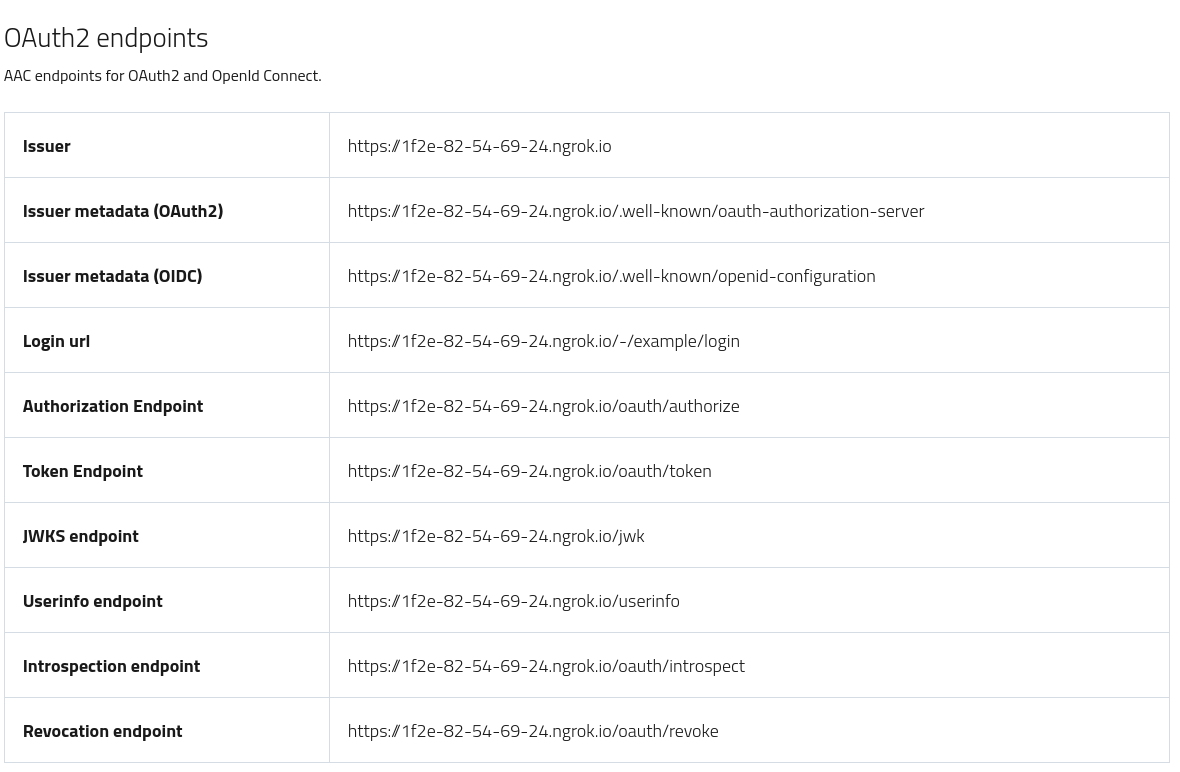 OAuth2 endpoints
AAC endpoints for OAuth2 and OpenId Connect.
Issuer https://1f2e-82-54-69-24.ngrok.io
Issuer metadata (OAuth2) https://1f2e-82-54-69-24.ngrok.io/.well-known/oauth-authorization-server
Issuer metadata (OIDC) https://1f2e-82-54-69-24.ngrok.io/.well-known/openid-configuration
Login url https://1f2e-82-54-69-24.ngrok.io/-/example/login
Authorization Endpoint https://1f2e-82-54-69-24.ngrok.io/oauth/authorize
Token Endpoint https://1f2e-82-54-69-24.ngrok.io/oauth/token
JWKS endpoint https://1f2e-82-54-69-24.ngrok.io/jwk
Userinfo endpoint https://1f2e-82-54-69-24.ngrok.io/userinfo
Introspection endpoint https://1f2e-82-54-69-24.ngrok.io/oauth/introspect
Revocation endpoint https://1f2e-82-54-69-24.ngrok.io/oauth/revoke